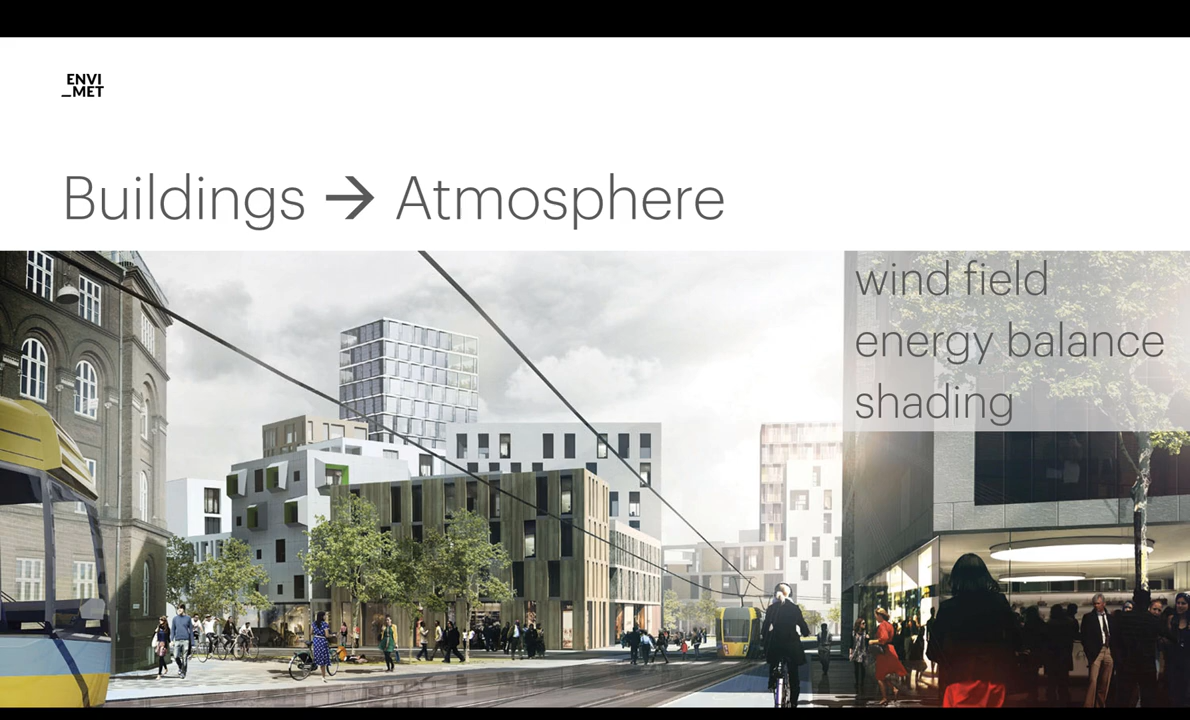 ENVI
_MET
Buildings → Atmosphere
wind field
energy balance
shading